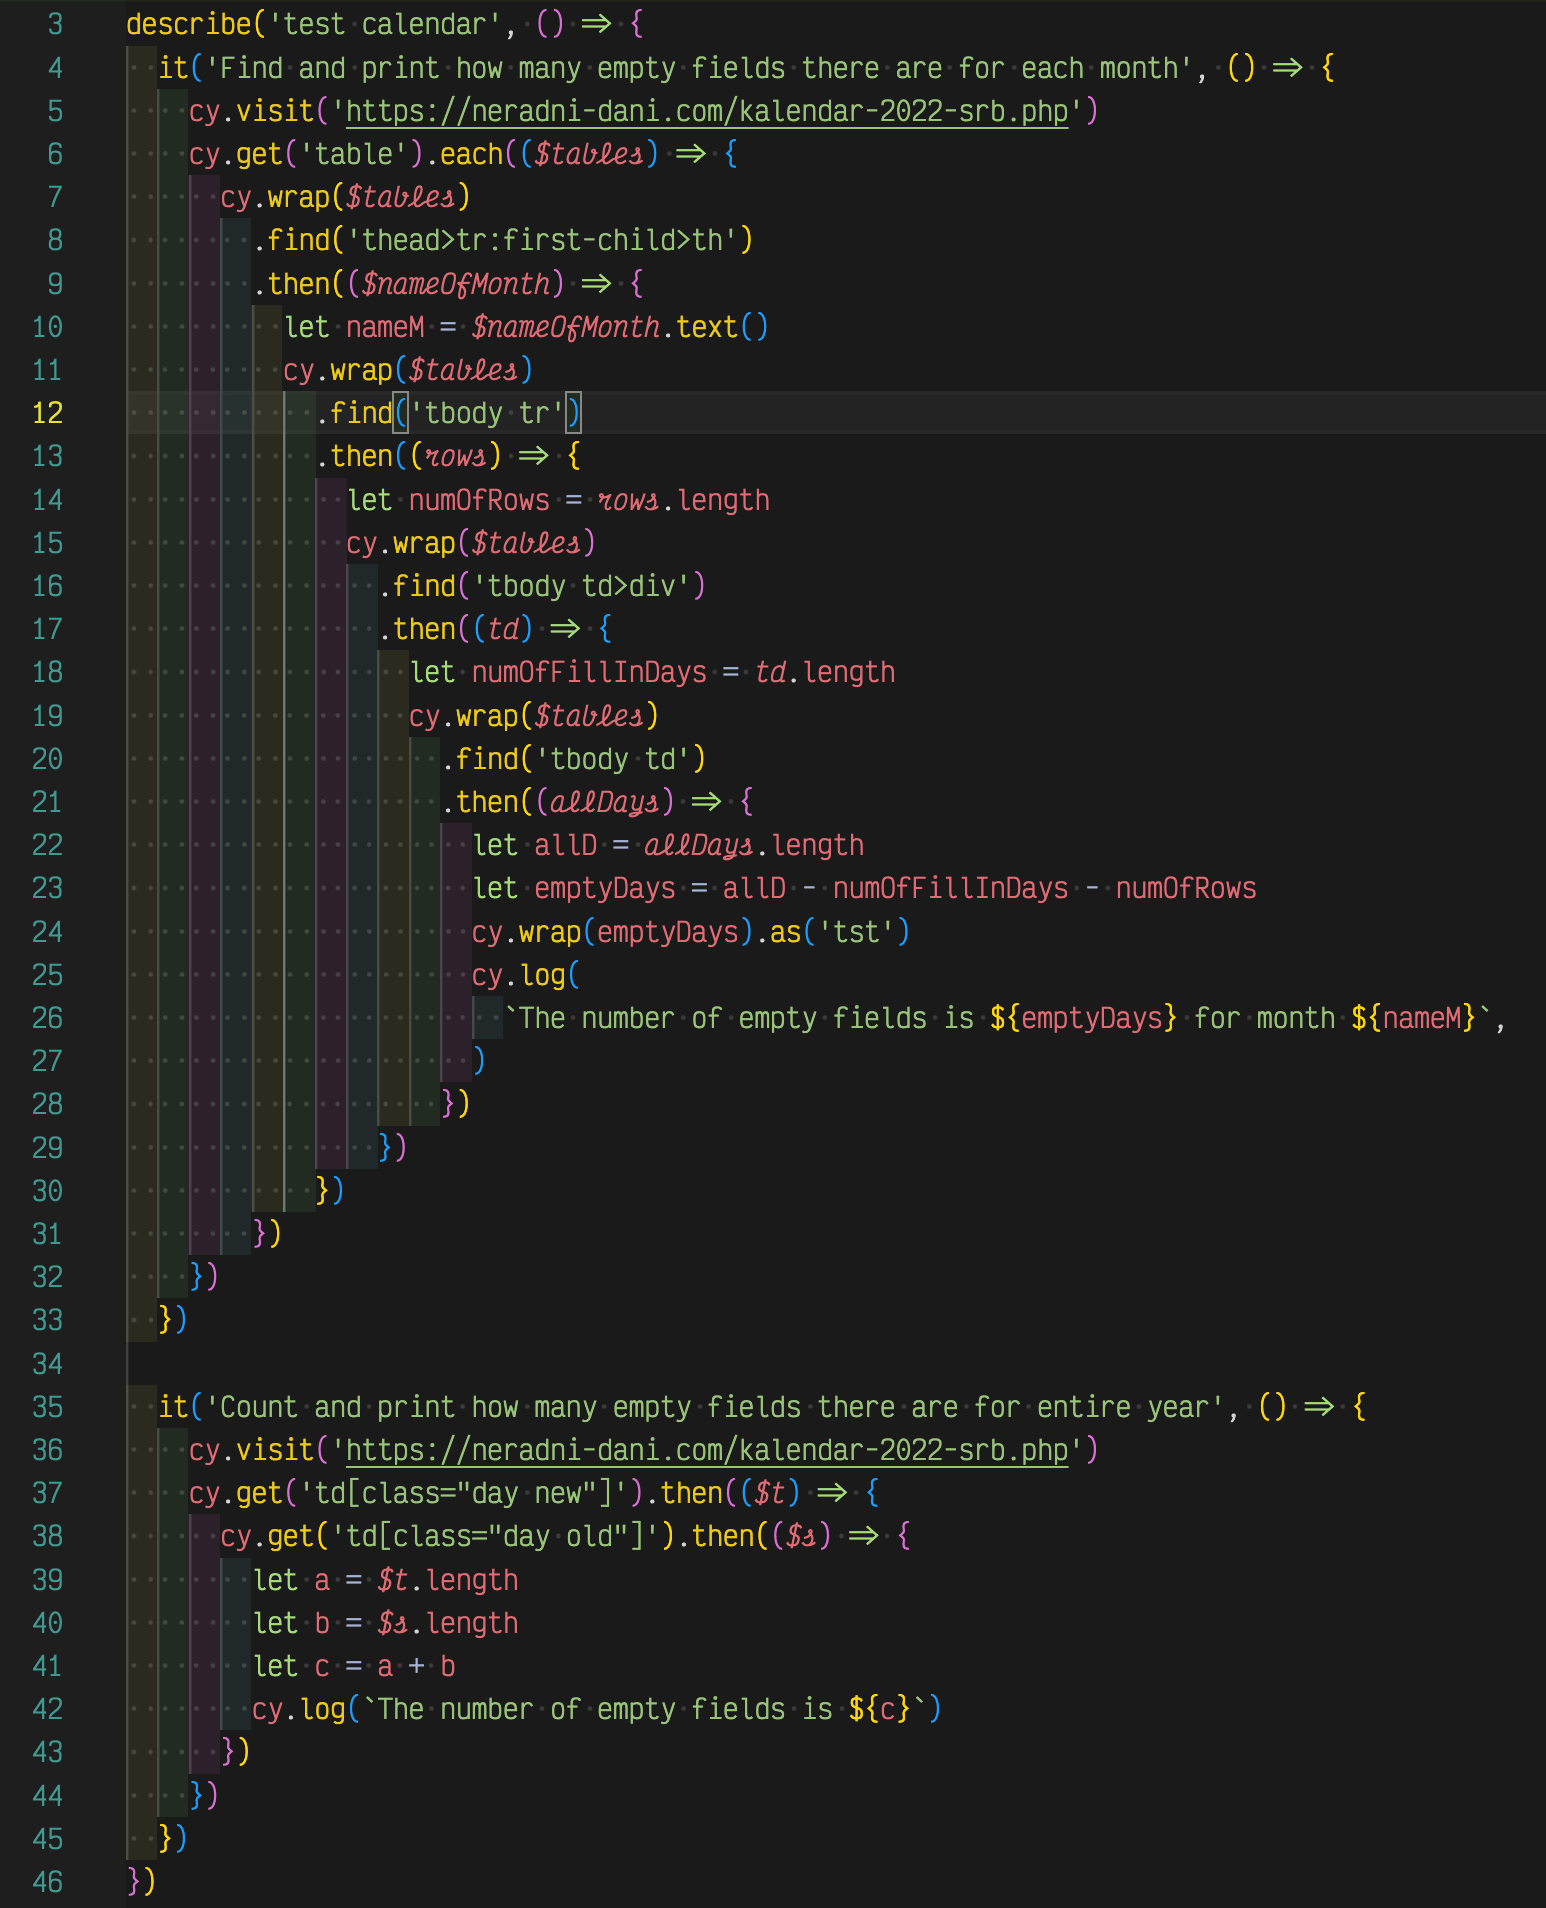 3 describe('test calendar', () => {
4 it('Find and print how many empty fields there are for each month', () => {
5 cy.visit('https://neradni-dani.com/kalendar-2022-srb.php')
6 cy.get('table').each(($tables) => {
7 cy.wrap($tables)
8 .find('thead>tr:first-child>th')
9 .then(($nameOfMonth) => {
10 let nameM = $nameOfMonth.text()
11 cy.wrap($tables)
12 .find('tbody tr')
13 .then((rows) => {
14 let numOfRows = rows.length
15 cy.wrap($tables)
16 .find('tbody td>div')
17 .then((td) => {
18 let numOfFillInDays = td.length
19 cy.wrap($tables)
20 .find('tbody td')
21 .then((allDays) => {
22 let allD = allDays.length
23 let emptyDays = allD - numOfFillInDays - numOfRows
24 cy.wrap(emptyDays).as('tst')
25 cy.log(
26 `The number of empty fields is ${emptyDays} for month ${nameM}`,
27 )
28 })
29 })
30 })
31 })
32 })
33 })
34
35 it('Count and print how many empty fields there are for entire year', () => {
36 cy.visit('https://neradni-dani.com/kalendar-2022-srb.php')
37 cy.get('td[class="day new"]').then(($t) => {
38 cy.get('td[class="day old"]').then(($s) => {
39 let a = $t.length
40 let b = $s.length
41 let c = a + b
42 cy.log(`The number of empty fields is ${c}`)
43 })
44 })
45 })
46 })